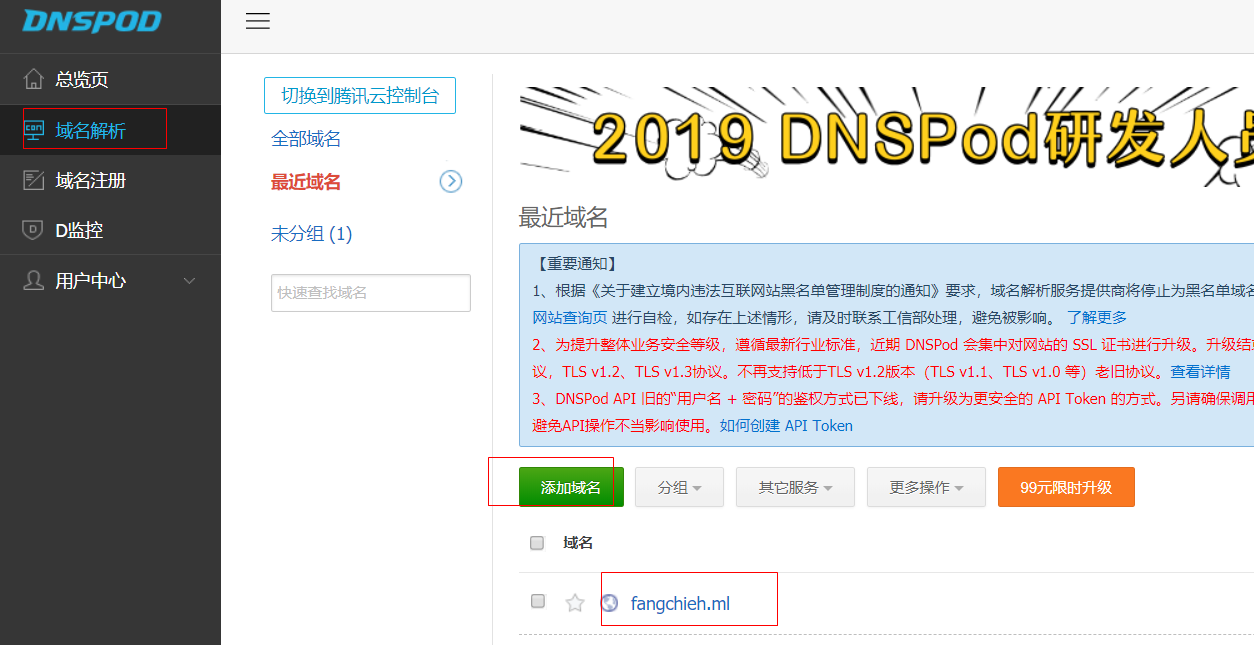 DNSPOD
总览页
域名解析
域名注册
D监控
用户中心
切换到腾讯云控制台
全部域名
最近域名
未分组 (1)
快速查找域名
2019 DNSPod研发人员
最近域名
【重要通知】
1、根据《关于建立境内违法互联网站黑名单管理制度的通知》要求，域名解析服务提供商将停止为黑名单域名
网站查询页 进行自检，如存在上述情形，请及时联系工信部处理，避免被影响。 了解更多
2、为提升整体业务安全等级，遵循最新行业标准，近期 DNSPod 会集中对网站的 SSL 证书进行升级。升级结束
议，TLS v1.2、TLS v1.3协议。不再支持低于TLS v1.2版本（TLS v1.1、TLS v1.0 等）老旧协议。查看详情
3、DNSPod API 旧的“用户名 + 密码”的鉴权方式已下线，请升级为更安全的 API Token 的方式。另请确保调用
避免API操作不当影响使用。如何创建 API Token
添加域名
分组
其它服务
更多操作
99元限时升级
域名
fangchieh.ml